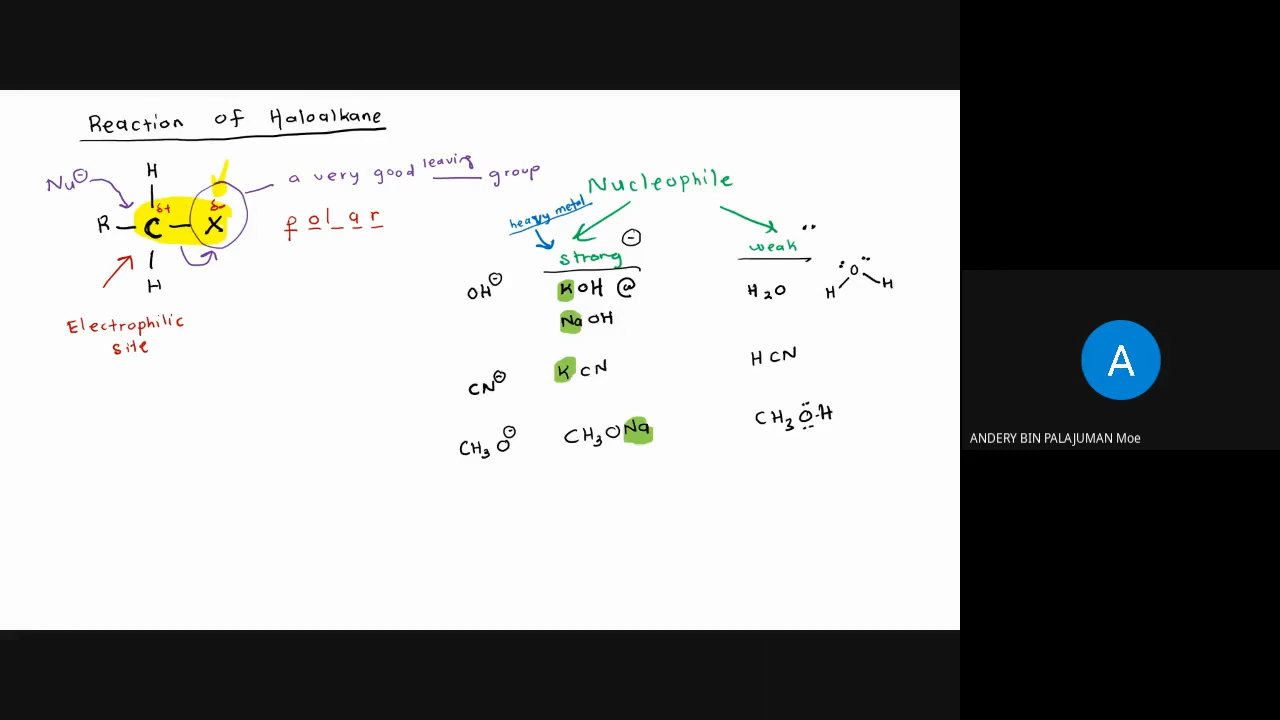 Reaction of Haloalkane
Nu⊖
H
R - C δ+ - X δ-
H
a very good leaving group
polar
Electrophilic
site
Nucleophile
heavy metal
strong ⊖
weak ••
OH⊖
KOH @
NaOH
H2O
H O H
CN⊖
KCN
HCN
CH3O⊖
CH3ONa
CH3O-H
A
ANDERY BIN PALAJUMAN Moe